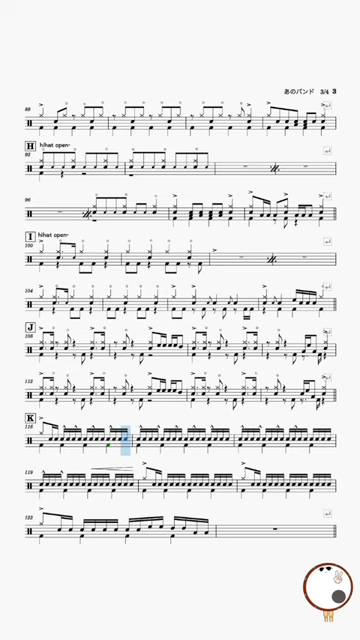 あのバンド 3/4 3
89
H hihat open
92
96
I hihat open
100
104
J
108
112
K
116
119
122